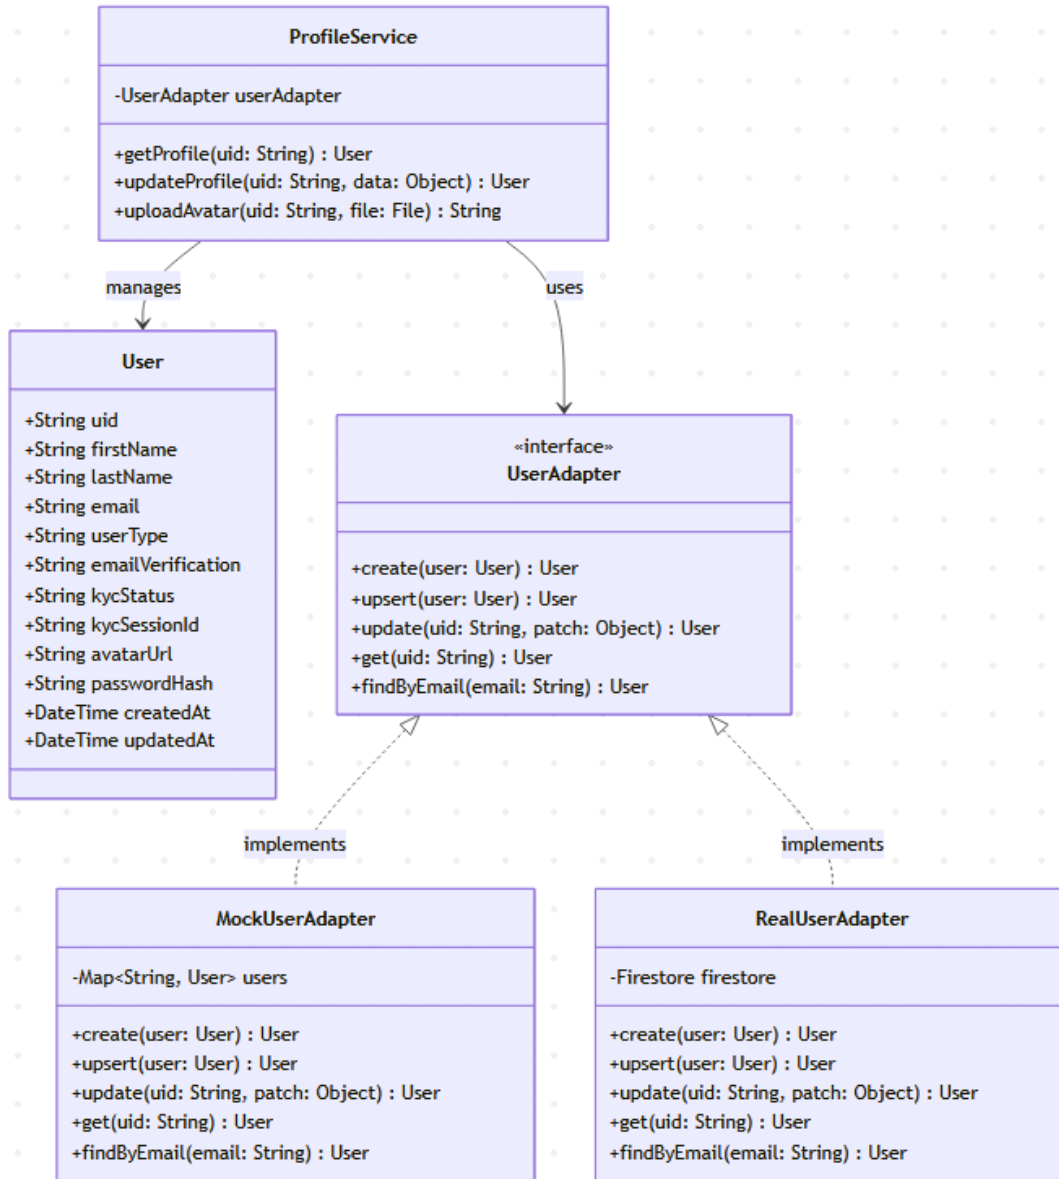 ProfileService
-UserAdapter userAdapter
+getProfile(uid: String) : User
+updateProfile(uid: String, data: Object) : User
+uploadAvatar(uid: String, file: File) : String
manages
uses
User
+String uid
+String firstName
+String lastName
+String email
+String userType
+String emailVerification
+String kycStatus
+String kycSessionId
+String avatarUrl
+String passwordHash
+DateTime createdAt
+DateTime updatedAt
«interface»
UserAdapter
+create(user: User) : User
+upsert(user: User) : User
+update(uid: String, patch: Object) : User
+get(uid: String) : User
+findByEmail(email: String) : User
implements
implements
MockUserAdapter
-Map<String, User> users
+create(user: User) : User
+upsert(user: User) : User
+update(uid: String, patch: Object) : User
+get(uid: String) : User
+findByEmail(email: String) : User
RealUserAdapter
-Firestore firestore
+create(user: User) : User
+upsert(user: User) : User
+update(uid: String, patch: Object) : User
+get(uid: String) : User
+findByEmail(email: String) : User